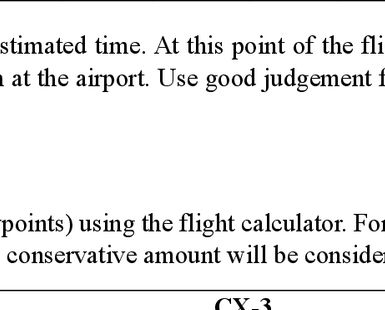 stimated time. At this point of the fli
at the airport. Use good judgement f
points) using the flight calculator. For
conservative amount will be consider
CX-3